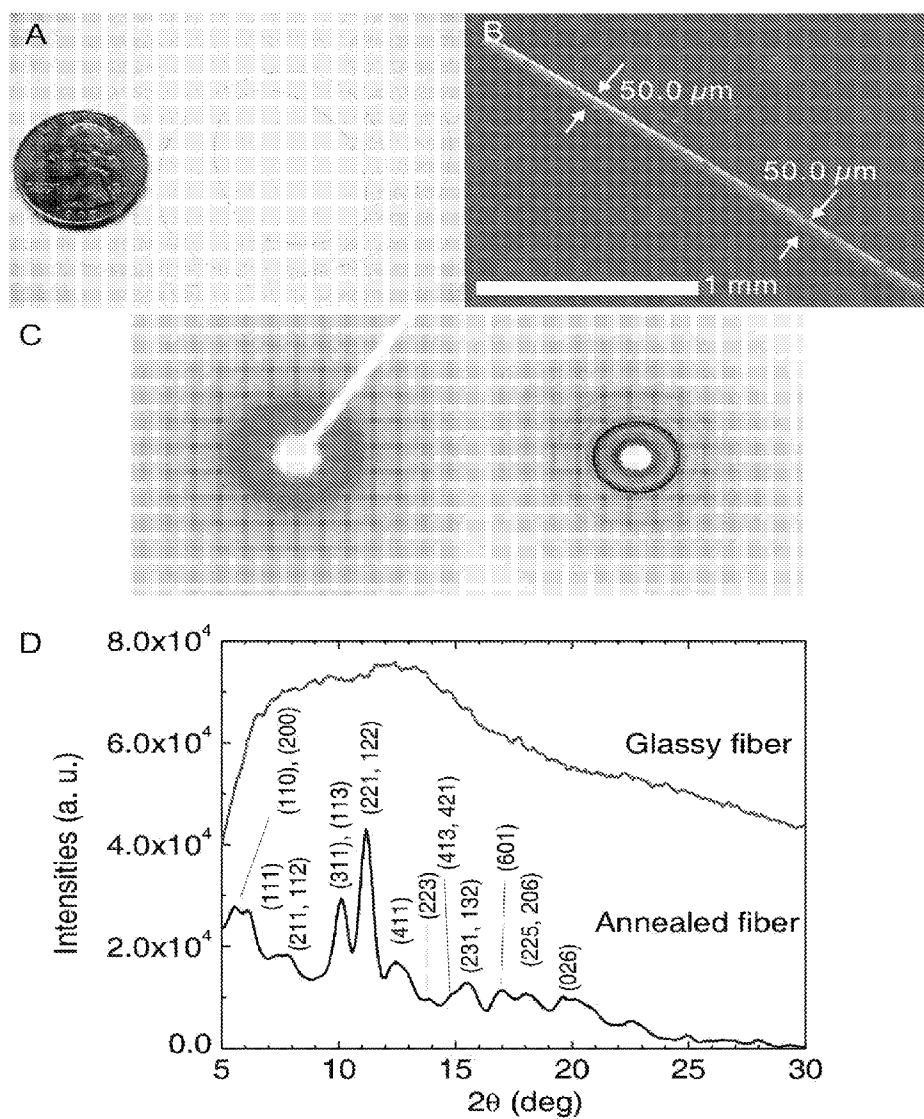 A
B
50.0 µm
50.0 µm
1 mm
C
D
8.0x10⁴
6.0x10⁴
4.0x10⁴
2.0x10⁴
0.0
Intensities (a. u.)
Glassy fiber
Annealed fiber
(110), (200)
(111)
(211, 112)
(311), (113)
(221, 122)
(411)
(223)
(413, 421)
(231, 132)
(601)
(225, 206)
(026)
5
10
15
20
25
30
2θ (deg)